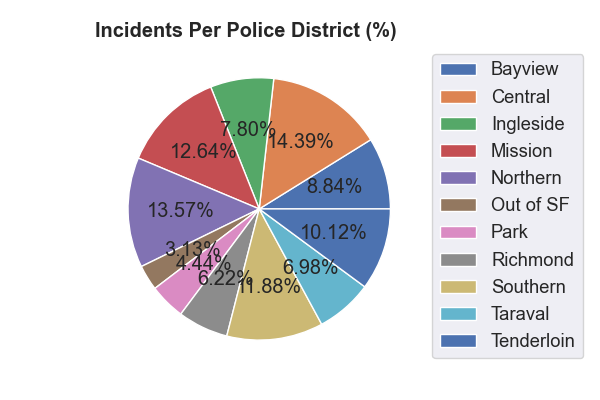 Incidents Per Police District (%)
7.80%
14.39%
12.64%
8.84%
13.57%
10.12%
3.13%
4.44%
6.22%
6.98%
11.88%
Bayview
Central
Ingleside
Mission
Northern
Out of SF
Park
Richmond
Southern
Taraval
Tenderloin